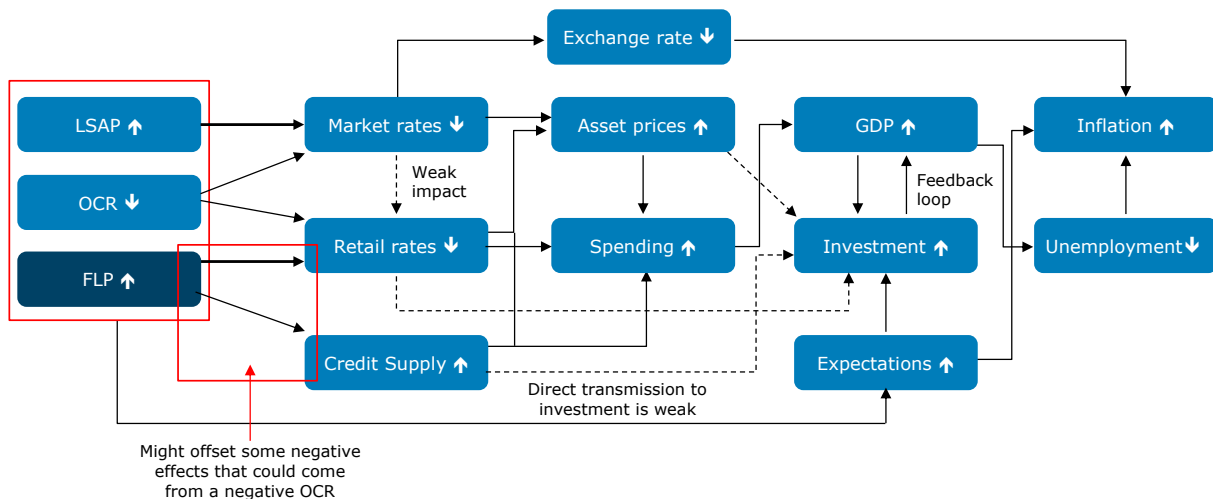 Exchange rate 🡫
LSAP 🡩
Market rates 🡫
Asset prices 🡩
GDP 🡩
Inflation 🡩
Weak
impact
Feedback
loop
OCR 🡫
Retail rates 🡫
Spending 🡩
Investment 🡩
Unemployment 🡫
FLP 🡩
Credit Supply 🡩
Expectations 🡩
Direct transmission to
investment is weak
Might offset some negative
effects that could come
from a negative OCR